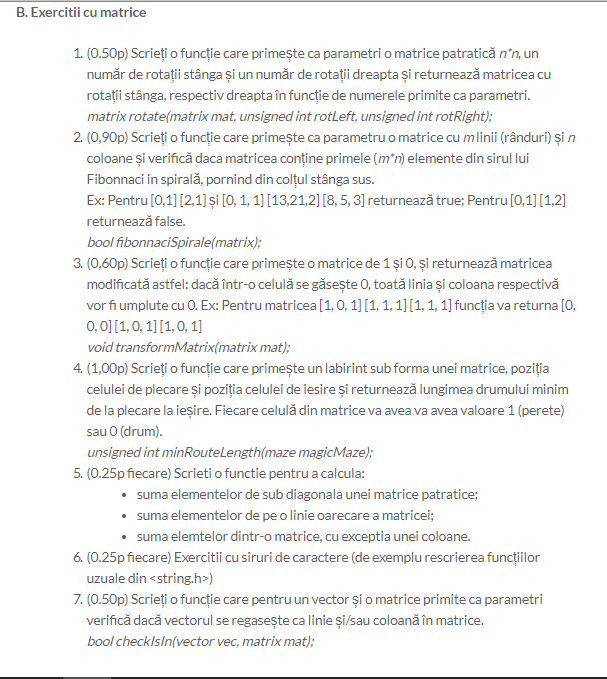 B. Exercitii cu matrice
1. (0.50p) Scrieți o funcție care primește ca parametri o matrice patratică n*n, un
număr de rotații stânga și un număr de rotații dreapta și returnează matricea cu
rotații stânga, respectiv dreapta în funcție de numerele primite ca parametri.
matrix rotate(matrix mat, unsigned int rotLeft, unsigned int rotRight);
2. (0,90p) Scrieți o funcție care primește ca parametru o matrice cu m linii (rânduri) și n
coloane și verifică daca matricea conține primele (m*n) elemente din sirul lui
Fibonnaci in spirală, pornind din colțul stânga sus.
Ex: Pentru [0,1] [2,1] și [0, 1, 1] [13,21,2] [8, 5, 3] returnează true; Pentru [0,1] [1,2]
returnează false.
bool fibonnaciSpirale(matrix);
3. (0,60p) Scrieți o funcție care primește o matrice de 1 și 0, și returnează matricea
modificată astfel: dacă într-o celulă se găsește 0, toată linia și coloana respectivă
vor fi umplute cu 0. Ex: Pentru matricea [1, 0, 1] [1, 1, 1] [1, 1, 1] funcția va returna [0,
0, 0] [1, 0, 1] [1, 0, 1]
void transformMatrix(matrix mat);
4. (1,00p) Scrieți o funcție care primește un labirint sub forma unei matrice, poziția
celulei de plecare și poziția celulei de iesire și returnează lungimea drumului minim
de la plecare la ieșire. Fiecare celulă din matrice va avea va avea valoare 1 (perete)
sau 0 (drum).
unsigned int minRouteLength(maze magicMaze);
5. (0.25p fiecare) Scrieti o functie pentru a calcula:
• suma elementelor de sub diagonala unei matrice patratice;
• suma elementelor de pe o linie oarecare a matricei;
• suma elemtelor dintr-o matrice, cu exceptia unei coloane.
6. (0.25p fiecare) Exercitii cu siruri de caractere (de exemplu rescrierea funcțiilor
uzuale din <string.h>)
7. (0.50p) Scrieți o funcție care pentru un vector și o matrice primite ca parametri
verifică dacă vectorul se regasește ca linie și/sau coloană în matrice.
bool checkIsIn(vector vec, matrix mat);